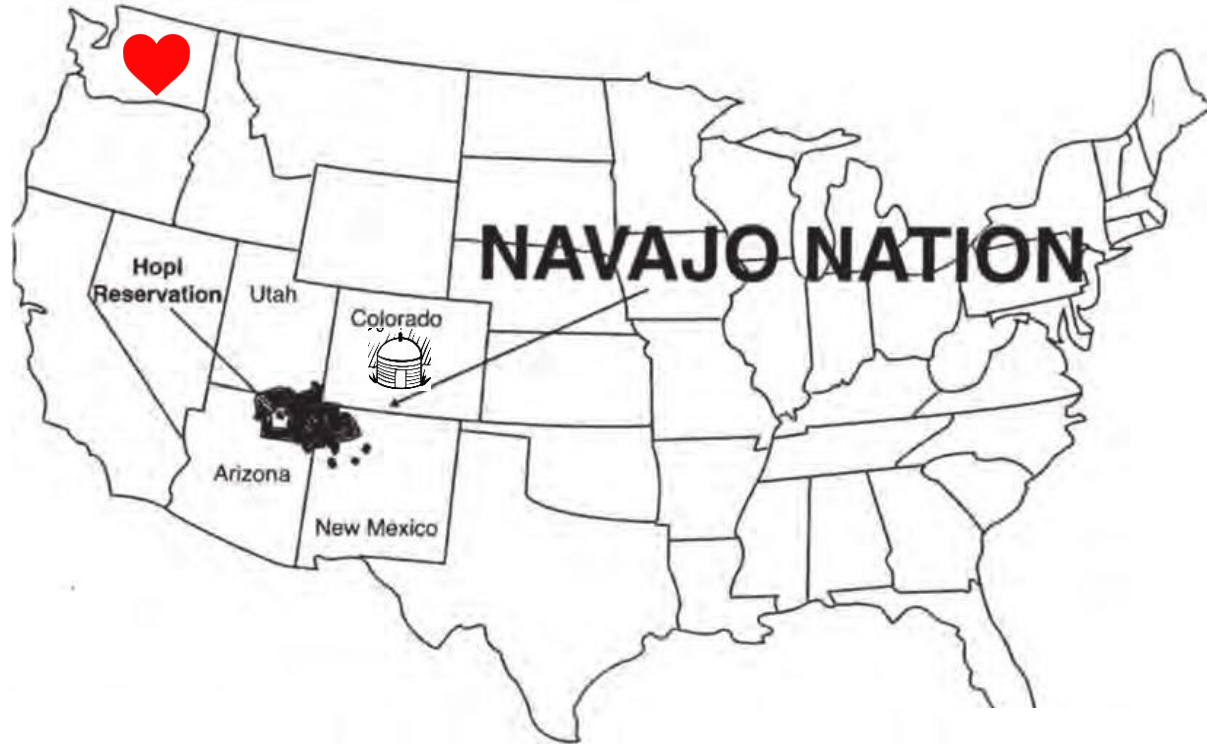 NAVAJO NATION
Hopi
Reservation
Utah
Colorado
Arizona
New Mexico